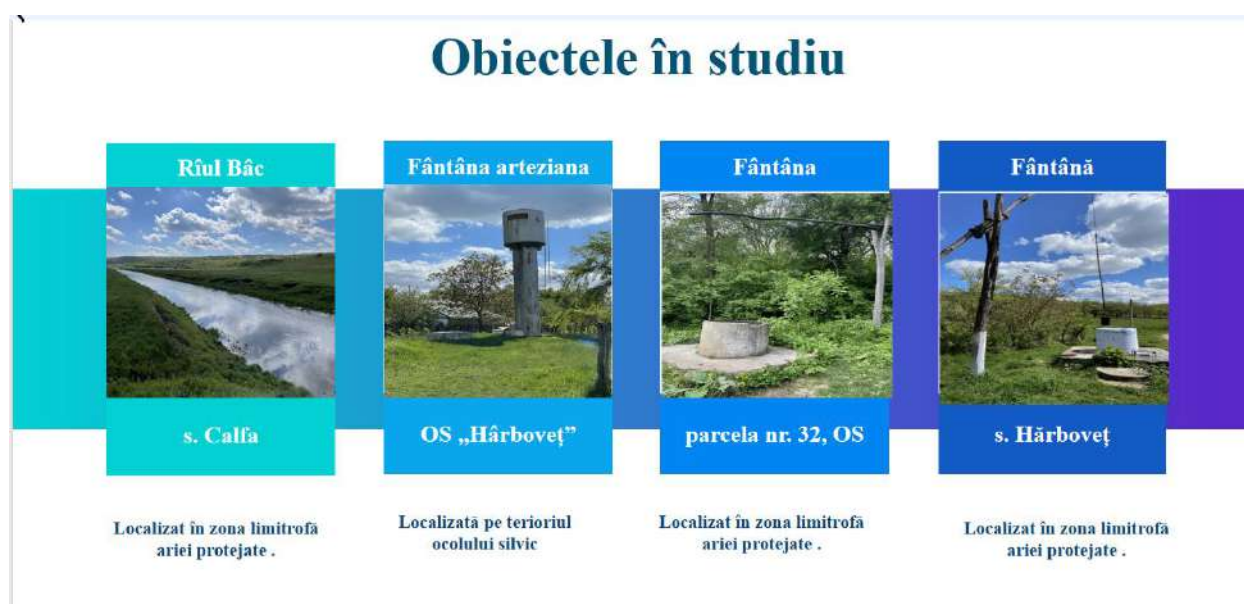 Obiectele în studiu
Rîul Bâc
Fântâna arteziana
Fântâna
Fântână
s. Calfa
OS „Hârboveț”
parcela nr. 32, OS
s. Hărboveț
Localizat în zona limitrofă
ariei protejate .
Localizată pe terioriul
ocolului silvic
Localizat în zona limitrofă
ariei protejate .
Localizat în zona limitrofă
ariei protejate .